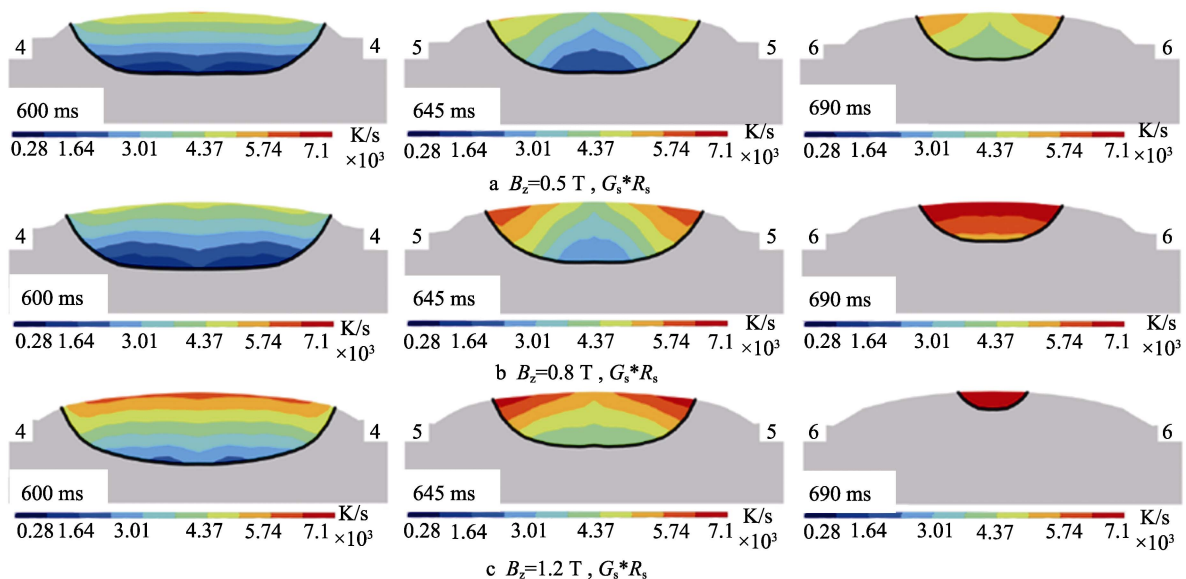 4 4 5 5 6 6
600 ms 645 ms 690 ms
K/s K/s K/s
0.28 1.64 3.01 4.37 5.74 7.1 ×10³ 0.28 1.64 3.01 4.37 5.74 7.1 ×10³ 0.28 1.64 3.01 4.37 5.74 7.1 ×10³
a Bz=0.5 T , Gs*Rs
4 4 5 5 6 6
600 ms 645 ms 690 ms
K/s K/s K/s
0.28 1.64 3.01 4.37 5.74 7.1 ×10³ 0.28 1.64 3.01 4.37 5.74 7.1 ×10³ 0.28 1.64 3.01 4.37 5.74 7.1 ×10³
b Bz=0.8 T , Gs*Rs
4 4 5 5 6 6
600 ms 645 ms 690 ms
K/s K/s K/s
0.28 1.64 3.01 4.37 5.74 7.1 ×10³ 0.28 1.64 3.01 4.37 5.74 7.1 ×10³ 0.28 1.64 3.01 4.37 5.74 7.1 ×10³
c Bz=1.2 T , Gs*Rs